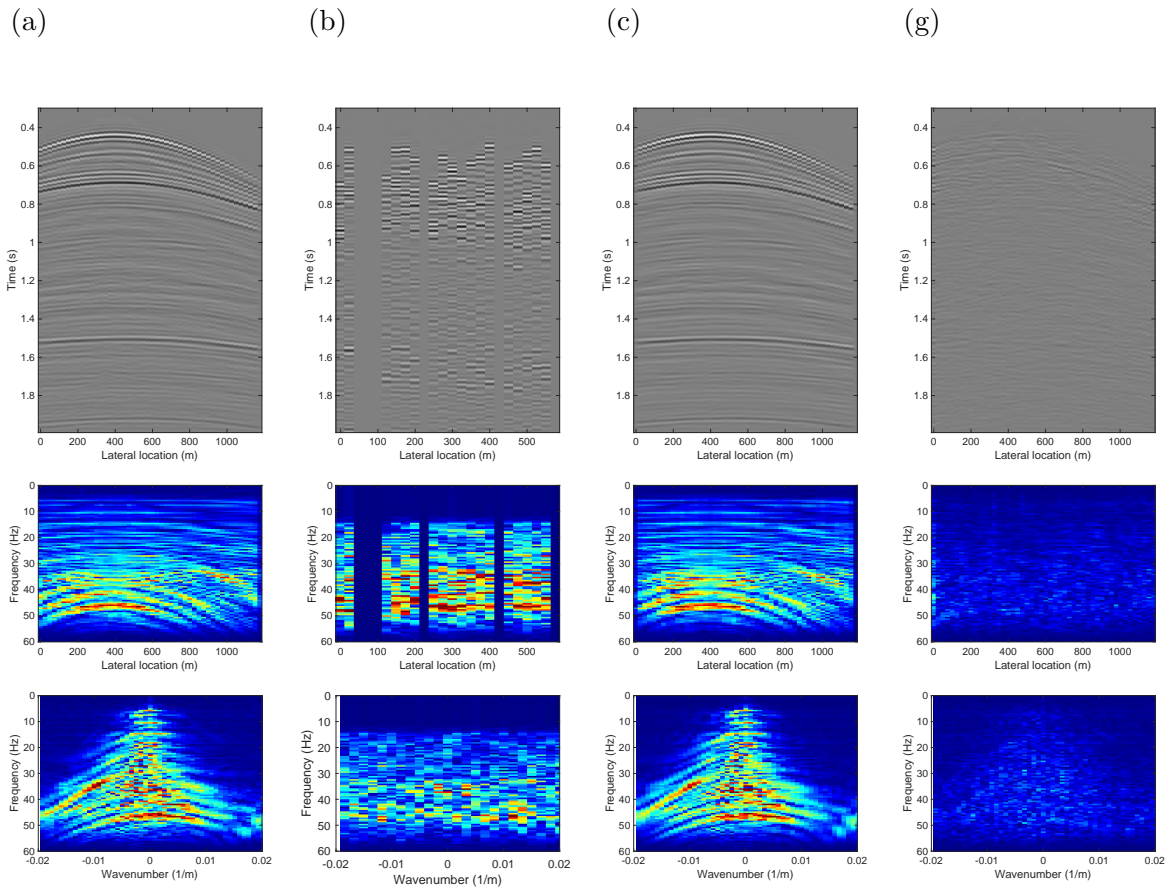 (a) (b) (c) (g)
0.4 0.6 0.8 1 1.2 1.4 1.6 1.8
Time (s)
0 200 400 600 800 1000
Lateral location (m)
0.4 0.6 0.8 1 1.2 1.4 1.6 1.8
Time (s)
0 100 200 300 400 500
Lateral location (m)
0.4 0.6 0.8 1 1.2 1.4 1.6 1.8
Time (s)
0 200 400 600 800 1000
Lateral location (m)
0.4 0.6 0.8 1 1.2 1.4 1.6 1.8
Time (s)
0 200 400 600 800 1000
Lateral location (m)
0 10 20 30 40 50 60
Frequency (Hz)
0 200 400 600 800 1000
Lateral location (m)
0 10 20 30 40 50 60
Frequency (Hz)
0 100 200 300 400 500
Lateral location (m)
0 10 20 30 40 50 60
Frequency (Hz)
0 200 400 600 800 1000
Lateral location (m)
0 10 20 30 40 50 60
Frequency (Hz)
0 200 400 600 800 1000
Lateral location (m)
0 10 20 30 40 50 60
Frequency (Hz)
-0.02 -0.01 0 0.01 0.02
Wavenumber (1/m)
0 10 20 30 40 50 60
Frequency (Hz)
-0.02 -0.01 0 0.01 0.02
Wavenumber (1/m)
0 10 20 30 40 50 60
Frequency (Hz)
-0.02 -0.01 0 0.01 0.02
Wavenumber (1/m)
0 10 20 30 40 50 60
Frequency (Hz)
-0.02 -0.01 0 0.01 0.02
Wavenumber (1/m)